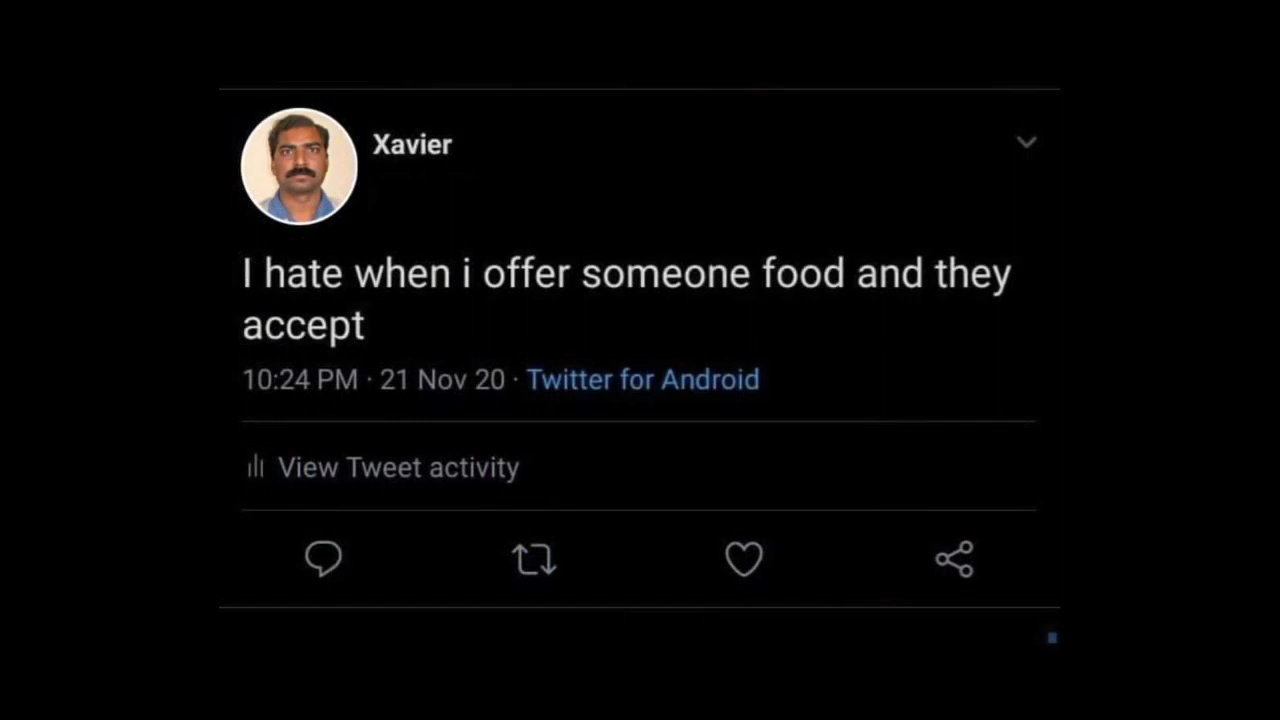 Xavier
I hate when i offer someone food and they
accept
10:24 PM · 21 Nov 20 · Twitter for Android
View Tweet activity